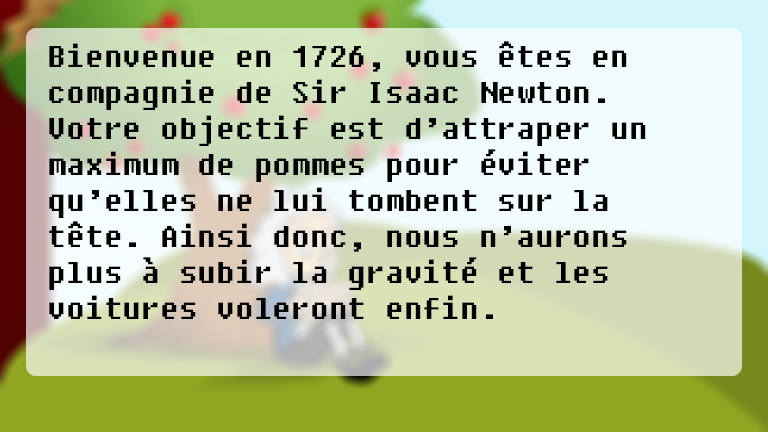 Bienvenue en 1726, vous êtes en
compagnie de Sir Isaac Newton.
Votre objectif est d'attraper un
maximum de pommes pour éviter
qu'elles ne lui tombent sur la
tête. Ainsi donc, nous n'aurons
plus à subir la gravité et les
voitures voleront enfin.